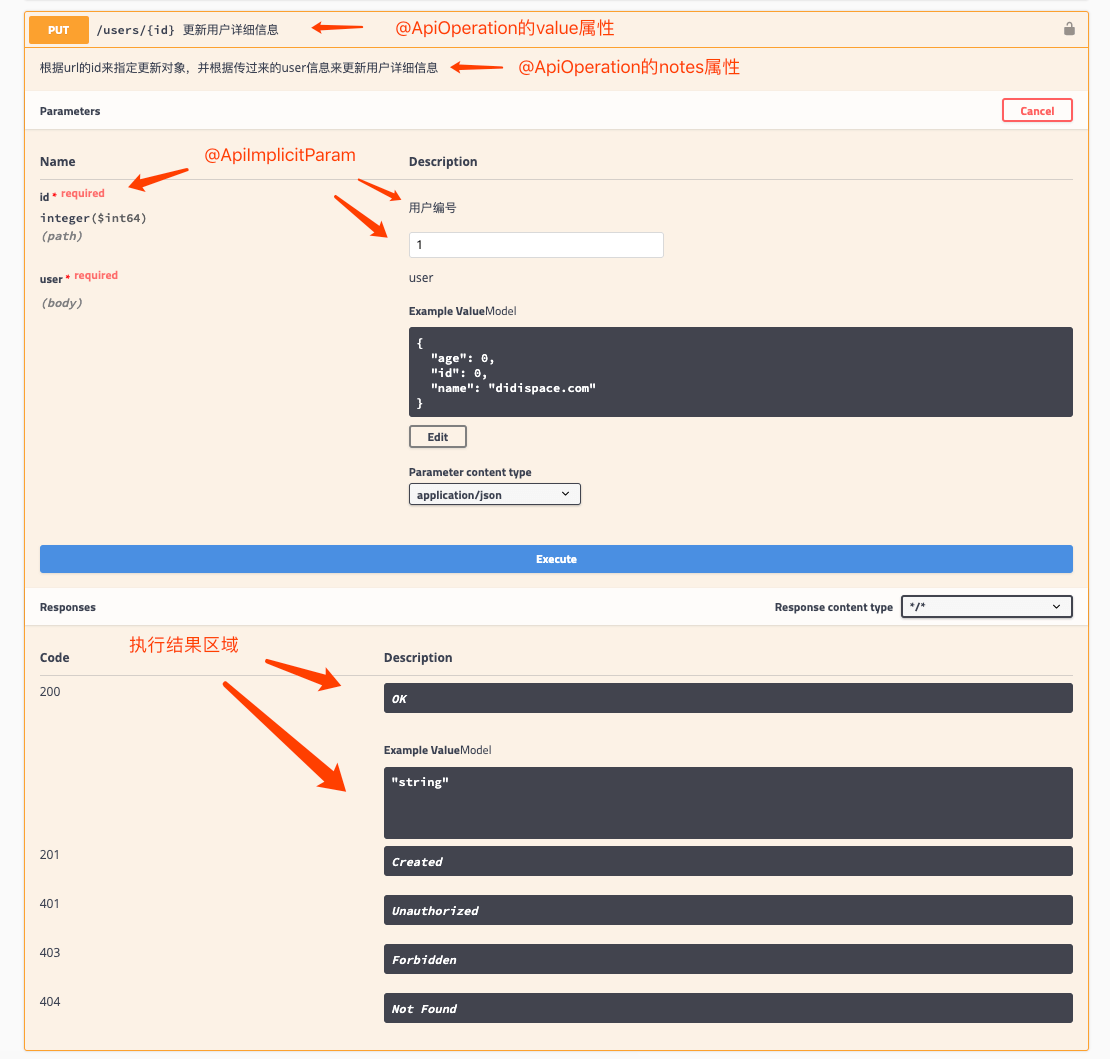 PUT /users/{id} 更新用户详细信息 @ApiOperation的value属性
根据url的id来指定更新对象，并根据传过来的user信息来更新用户详细信息 @ApiOperation的notes属性
Parameters Cancel
@ApiImplicitParam
Name Description
id * required
用户编号
integer($int64)
(path)
1
user * required
user
(body)
Example ValueModel
{
"age": 0,
"id": 0,
"name": "didispace.com"
}
Edit
Parameter content type
application/json
Execute
Responses Response content type */*
执行结果区域
Code Description
200
OK
Example ValueModel
"string"
201
Created
401
Unauthorized
403
Forbidden
404
Not Found